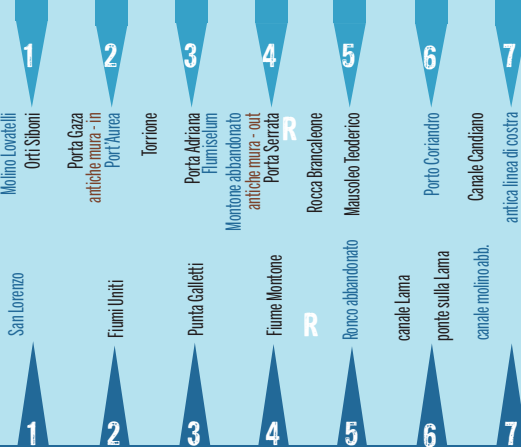 1 2 3 4 5 6 7
Molino Lovatelli
Orti Siboni
Porta Gaza
antiche mura - in
Port'Aurea
Torrione
Porta Adriana
Flumisellum
Montone abbandonato
antiche mura - out
Porta Serrata
R
Rocca Brancaleone
Mausoleo Teoderico
Porto Coriandro
Canale Candiano
antica linea di costra
San Lorenzo
Fiumi Uniti
Punta Galletti
Fiume Montone
R
Ronco abbandonato
canale Lama
ponte sulla Lama
canale molino abb.
1 2 3 4 5 6 7